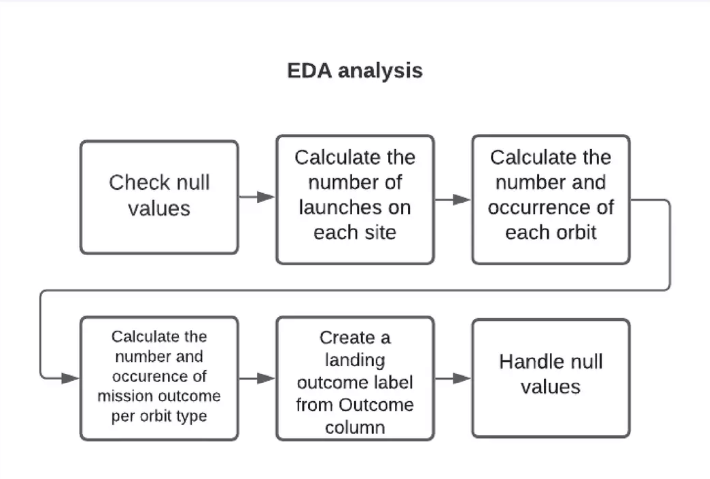 EDA analysis
Check null
values
Calculate the
number of
launches on
each site
Calculate the
number and
occurrence of
each orbit
Calculate the
number and
occurence of
mission outcome
per orbit type
Create a
landing
outcome label
from Outcome
column
Handle null
values